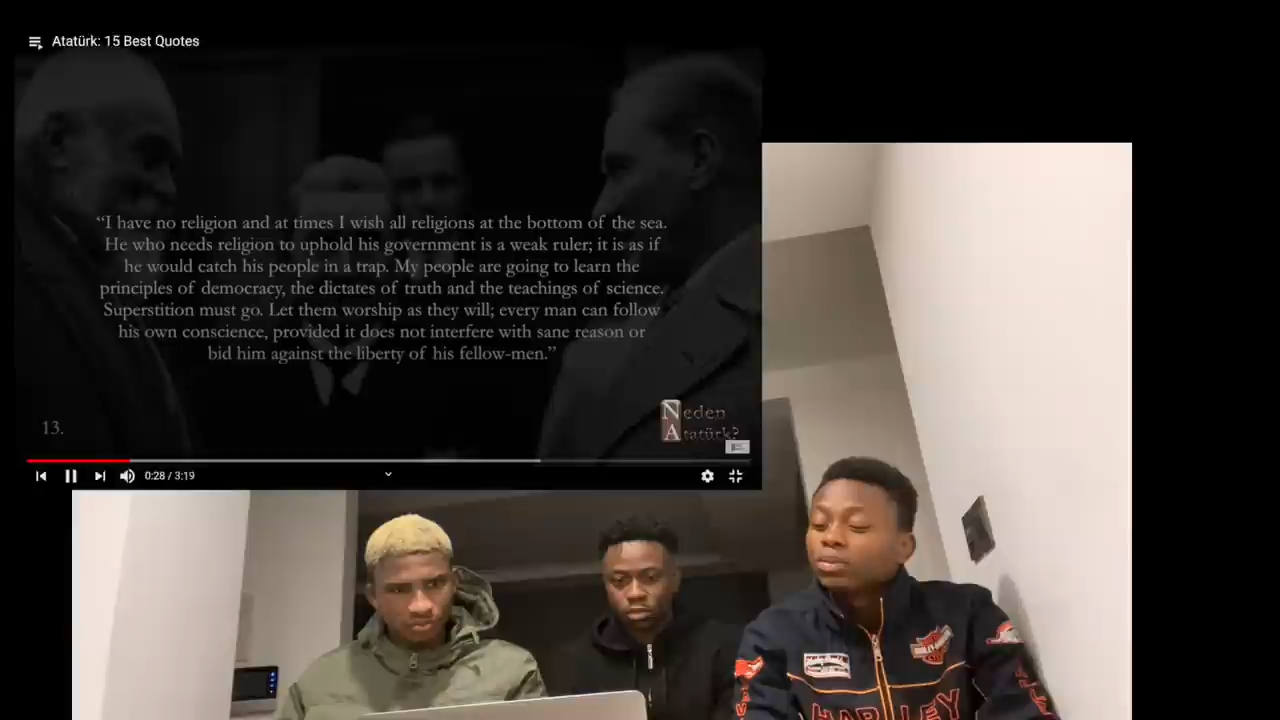 Atatürk: 15 Best Quotes
“I have no religion and at times I wish all religions at the bottom of the sea.
He who needs religion to uphold his government is a weak ruler; it is as if
he would catch his people in a trap. My people are going to learn the
principles of democracy, the dictates of truth and the teachings of science.
Superstition must go. Let them worship as they will; every man can follow
his own conscience, provided it does not interfere with sane reason or
bid him against the liberty of his fellow-men.”
13.
Neden
Atatürk?
0:28 / 3:19
HARLEY